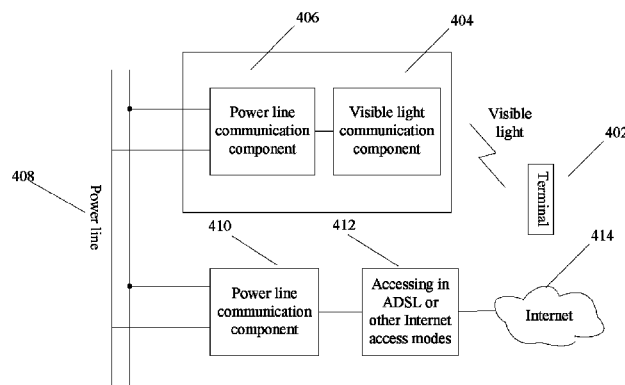 406
404
Power line
communication
component
Visible light
communication
component
Visible
light
402
Terminal
408
Power line
410
412
414
Power line
communication
component
Accessing in
ADSL or
other Internet
access modes
Internet